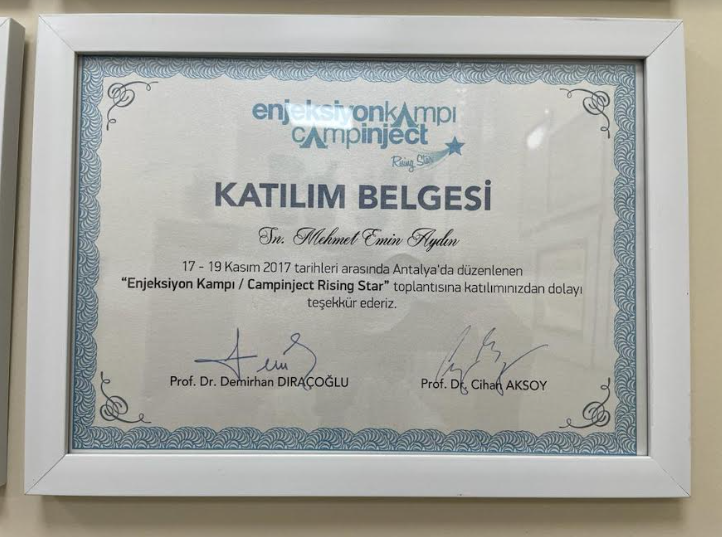 enjeksiyonkAmpı
cAmpinject
Rising Star
KATILIM BELGESİ
Sn. Mehmet Emin Aydın
17 - 19 Kasım 2017 tarihleri arasında Antalya'da düzenlenen
“Enjeksiyon Kampı / Campinject Rising Star” toplantısına katılımınızdan dolayı
teşekkür ederiz.
Prof. Dr. Demirhan DIRAÇOĞLU
Prof. Dr. Cihan AKSOY